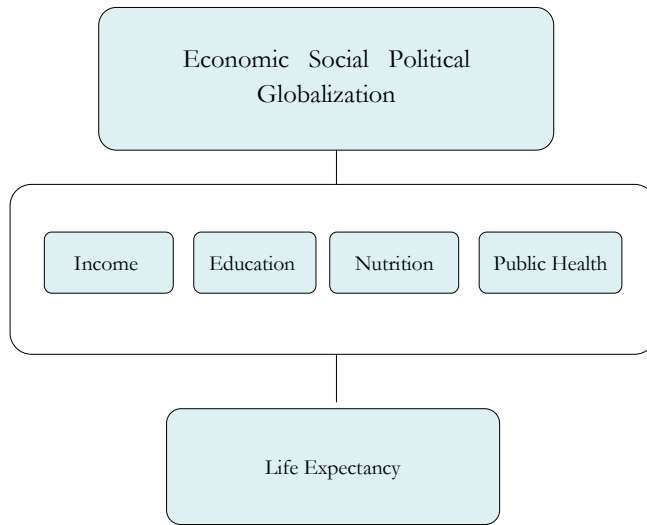 Economic Social Political
Globalization
Income Education Nutrition Public Health
Life Expectancy